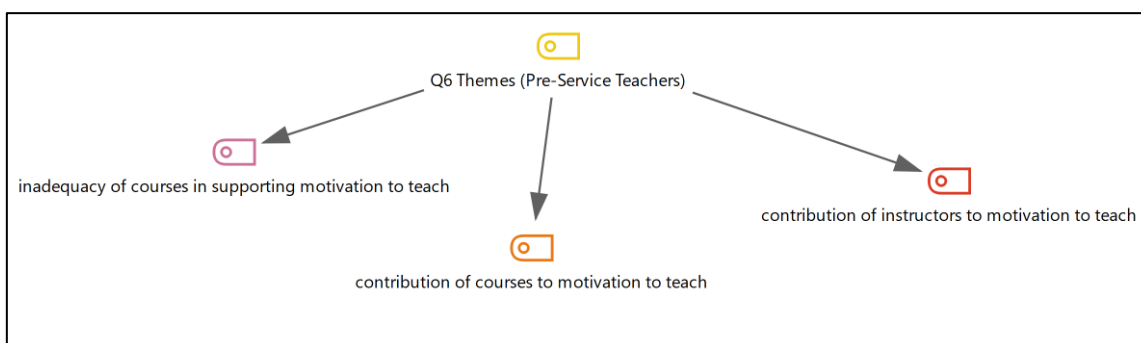 Q6 Themes (Pre-Service Teachers)
inadequacy of courses in supporting motivation to teach
contribution of instructors to motivation to teach
contribution of courses to motivation to teach